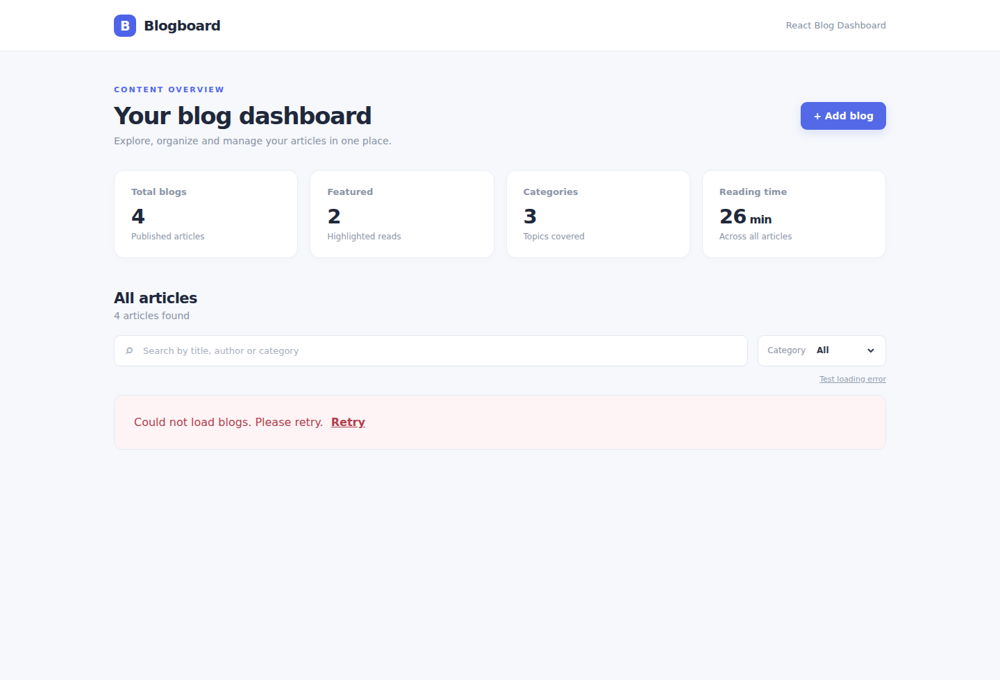 B Blogboard
React Blog Dashboard
CONTENT OVERVIEW
Your blog dashboard
Explore, organize and manage your articles in one place.
+ Add blog
Total blogs
4
Published articles
Featured
2
Highlighted reads
Categories
3
Topics covered
Reading time
26 min
Across all articles
All articles
4 articles found
Search by title, author or category
Category All
Test loading error
Could not load blogs. Please retry. Retry